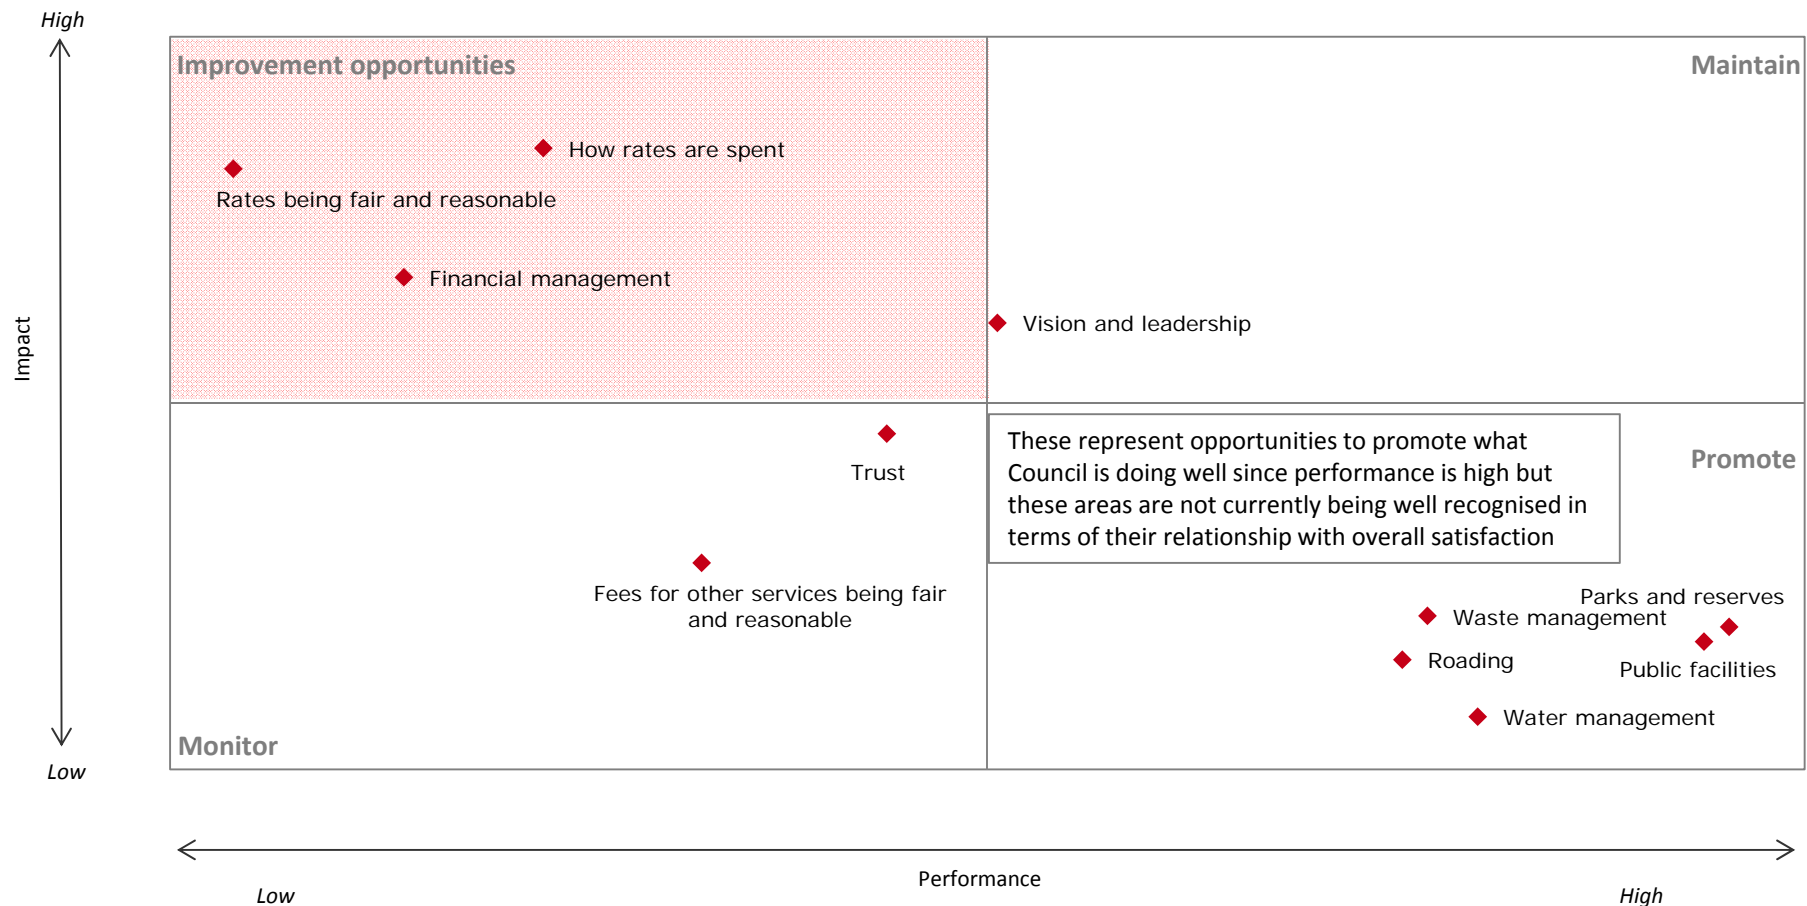 High
Improvement opportunities
Maintain
How rates are spent
Rates being fair and reasonable
Financial management
Vision and leadership
Impact
Trust
These represent opportunities to promote what
Council is doing well since performance is high but
these areas are not currently being well recognised in
terms of their relationship with overall satisfaction
Promote
Fees for other services being fair
and reasonable
Parks and reserves
Waste management
Roading
Public facilities
Water management
Monitor
Low
Performance
Low
High